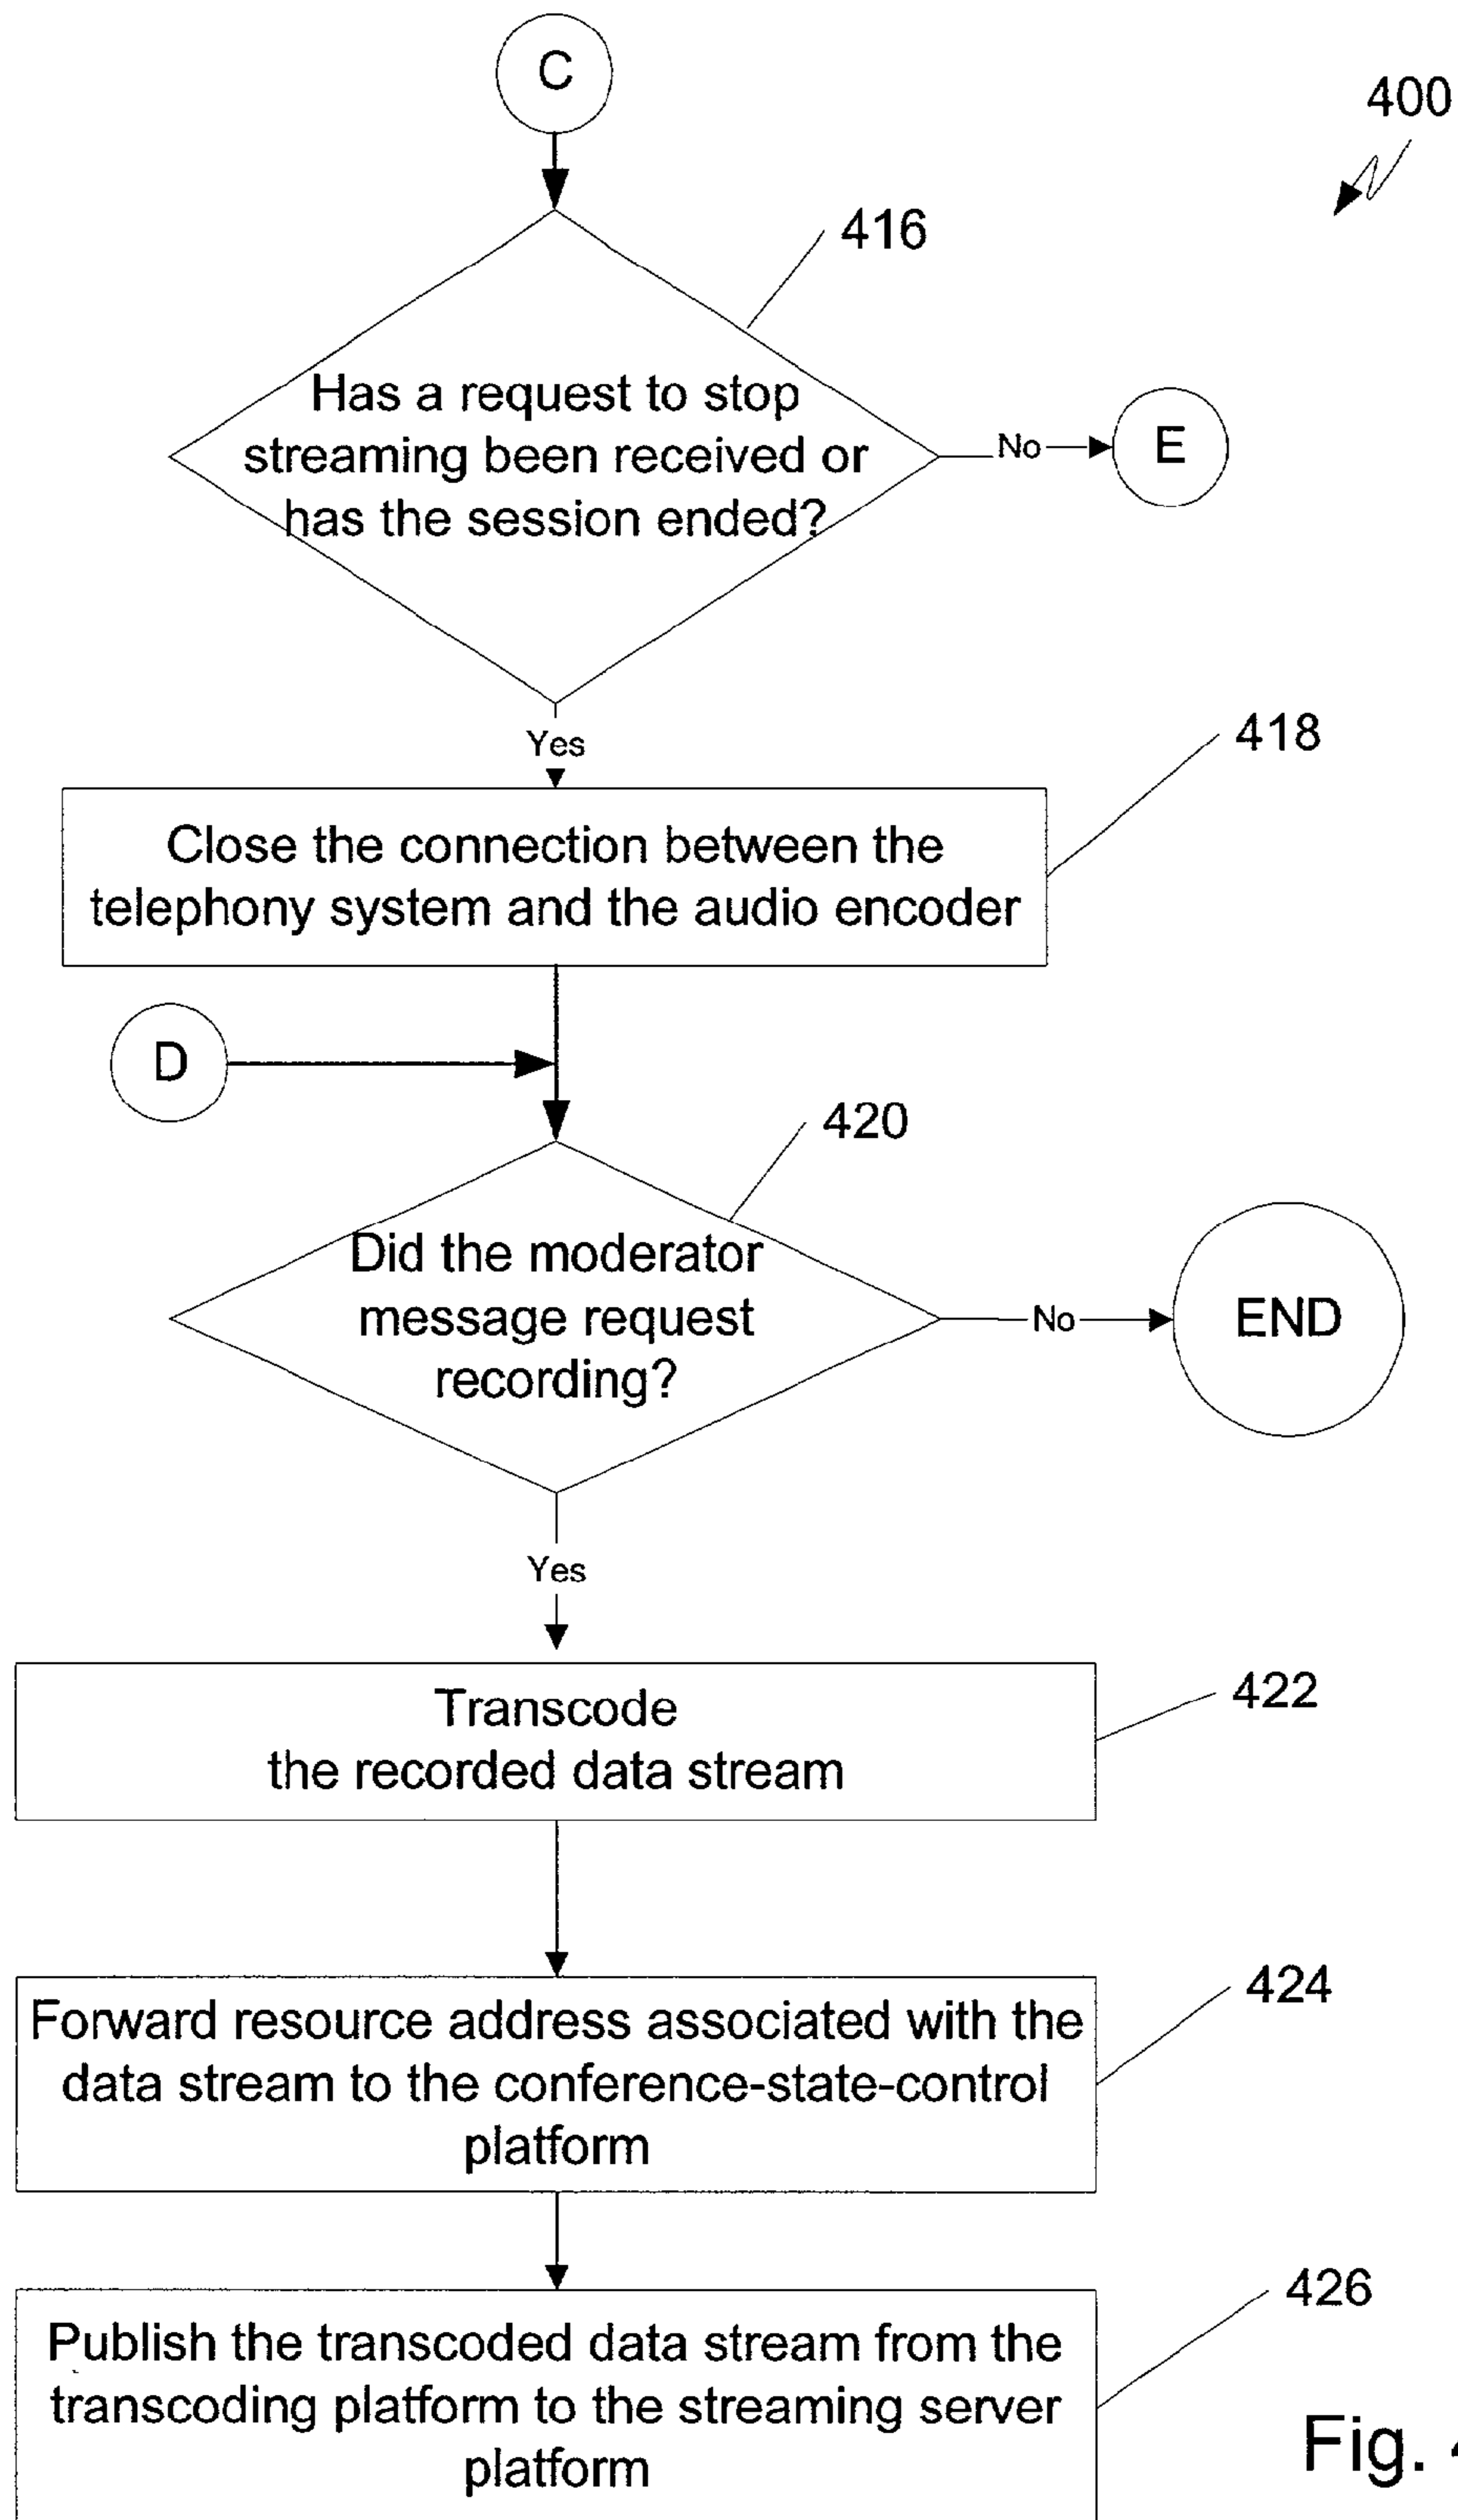 C
400
416
Has a request to stop
streaming been received or
has the session ended?
No
E
Yes
418
Close the connection between the
telephony system and the audio encoder
D
420
Did the moderator
message request
recording?
No
END
Yes
422
Transcode
the recorded data stream
424
Forward resource address associated with the
data stream to the conference-state-control
platform
426
Publish the transcoded data stream from the
transcoding platform to the streaming server
platform
Fig.